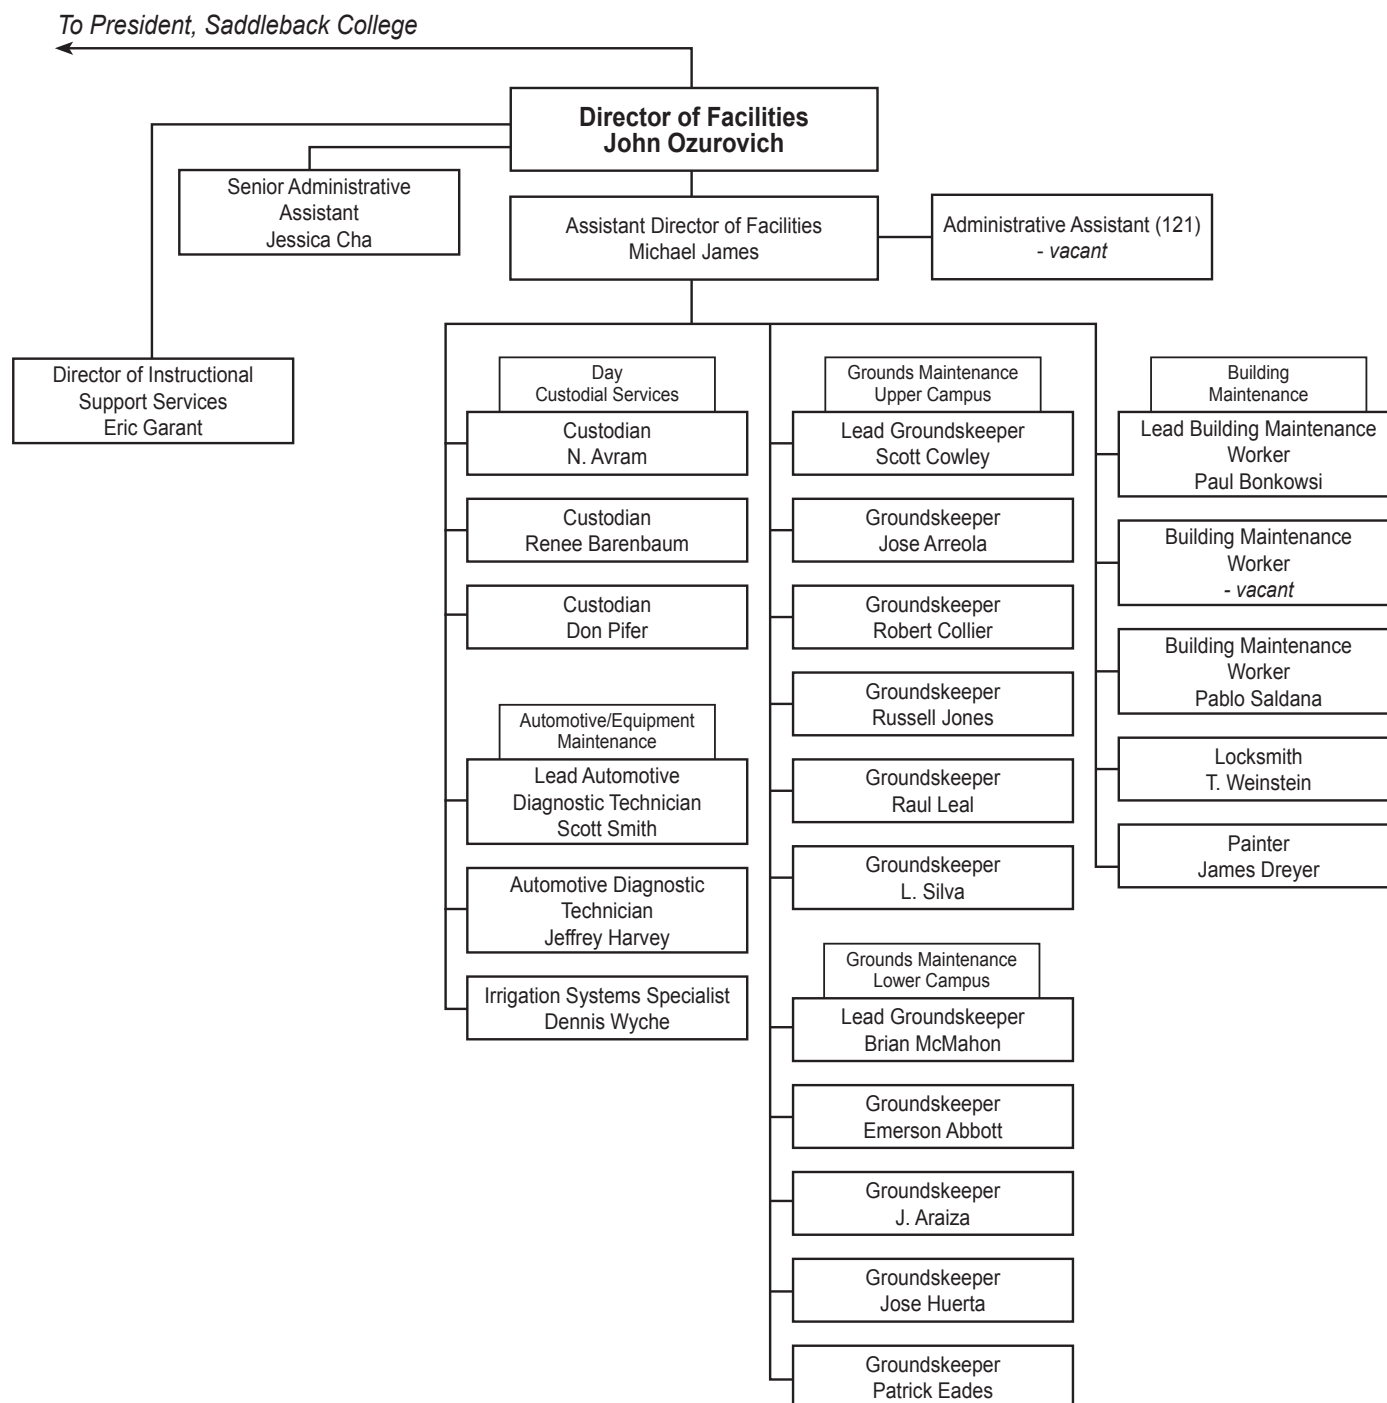 To President, Saddleback College
Director of Facilities
John Ozurovich
Senior Administrative
Assistant
Jessica Cha
Assistant Director of Facilities
Michael James
Administrative Assistant (121)
- vacant
Director of Instructional
Support Services
Eric Garant
Day
Custodial Services
Custodian
N. Avram
Custodian
Renee Barenbaum
Custodian
Don Pifer
Automotive/Equipment
Maintenance
Lead Automotive
Diagnostic Technician
Scott Smith
Automotive Diagnostic
Technician
Jeffrey Harvey
Irrigation Systems Specialist
Dennis Wyche
Grounds Maintenance
Upper Campus
Lead Groundskeeper
Scott Cowley
Groundskeeper
Jose Arreola
Groundskeeper
Robert Collier
Groundskeeper
Russell Jones
Groundskeeper
Raul Leal
Groundskeeper
L. Silva
Grounds Maintenance
Lower Campus
Lead Groundskeeper
Brian McMahon
Groundskeeper
Emerson Abbott
Groundskeeper
J. Araiza
Groundskeeper
Jose Huerta
Groundskeeper
Patrick Eades
Building
Maintenance
Lead Building Maintenance
Worker
Paul Bonkowsi
Building Maintenance
Worker
- vacant
Building Maintenance
Worker
Pablo Saldana
Locksmith
T. Weinstein
Painter
James Dreyer